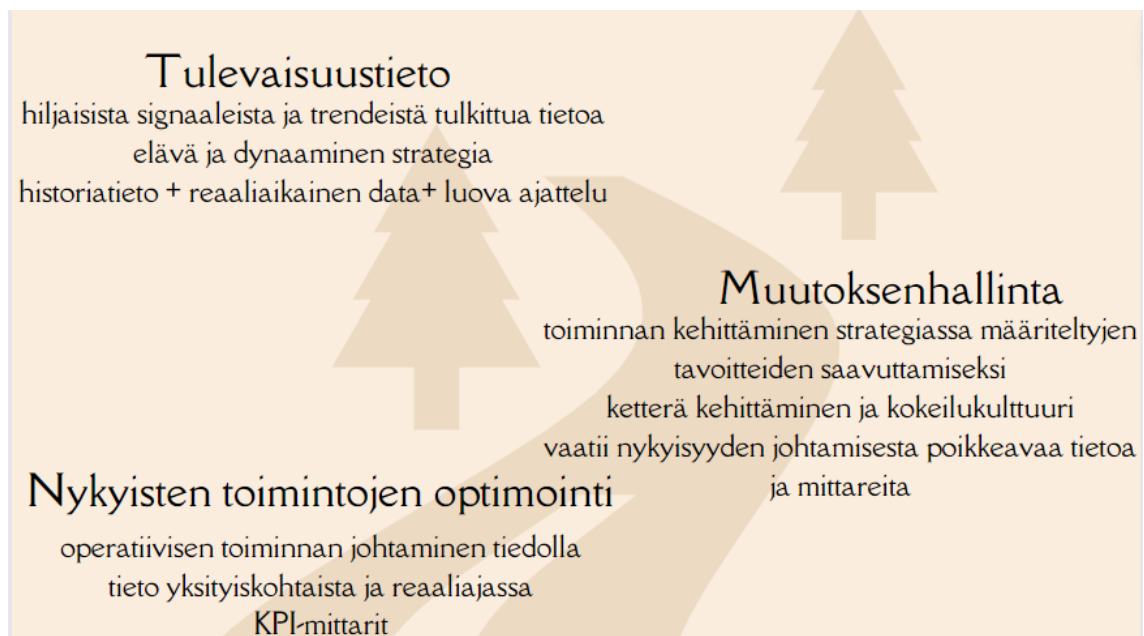 Tulevaisuustieto
hiljaisista signaaleista ja trendeistä tulkittua tietoa
elävä ja dynaaminen strategia
historiatieto + reaaliaikainen data+ luova ajattelu
Muutoksenhallinta
toiminnan kehittäminen strategiassa määriteltyjen
tavoitteiden saavuttamiseksi
ketterä kehittäminen ja kokeilukulttuuri
vaatii nykyisyyden johtamisesta poikkeavaa tietoa
ja mittareita
Nykyisten toimintojen optimointi
operatiivisen toiminnan johtaminen tiedolla
tieto yksityiskohtaista ja reaaliajassa
KPI-mittarit